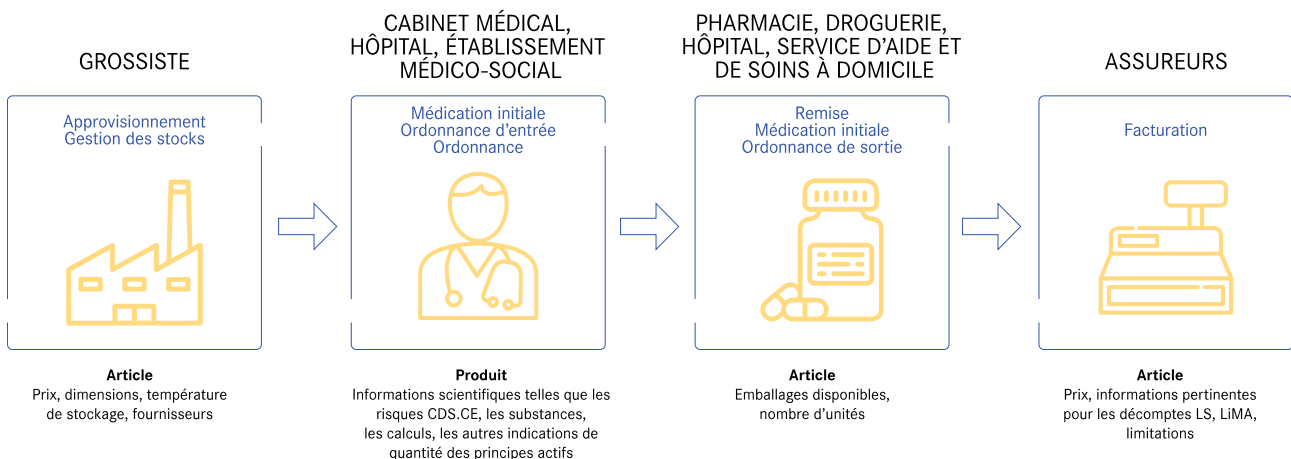 GROSSISTE
Approvisionnement
Gestion des stocks
Article
Prix, dimensions, température
de stockage, fournisseurs
CABINET MÉDICAL,
HÔPITAL, ÉTABLISSEMENT
MÉDICO-SOCIAL
Médication initiale
Ordonnance d’entrée
Ordonnance
Produit
Informations scientifiques telles que les
risques CDS.CE, les substances,
les calculs, les autres indications de
quantité des principes actifs
PHARMACIE, DROGUERIE,
HÔPITAL, SERVICE D’AIDE ET
DE SOINS À DOMICILE
Remise
Médication initiale
Ordonnance de sortie
Article
Emballages disponibles,
nombre d’unités
ASSUREURS
Facturation
Article
Prix, informations pertinentes
pour les décomptes LS, LiMA,
limitations